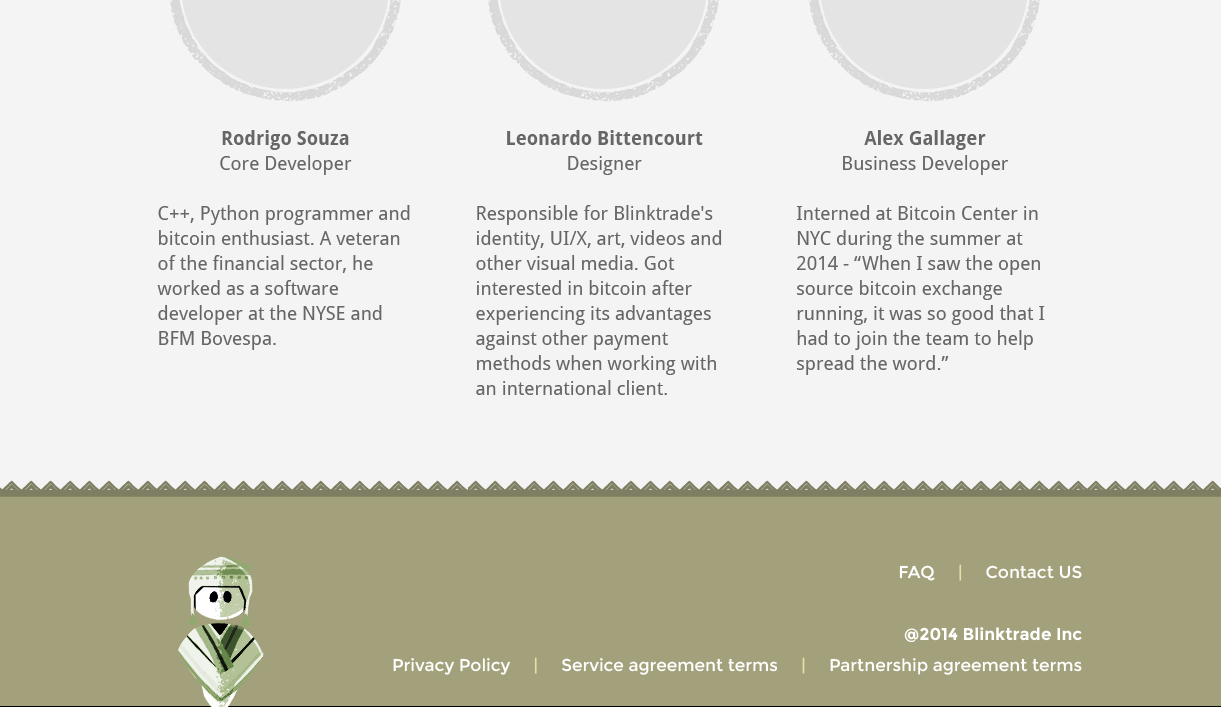 Rodrigo Souza
Core Developer
C++, Python programmer and
bitcoin enthusiast. A veteran
of the financial sector, he
worked as a software
developer at the NYSE and
BFM Bovespa.
Leonardo Bittencourt
Designer
Responsible for Blinktrade's
identity, UI/X, art, videos and
other visual media. Got
interested in bitcoin after
experiencing its advantages
against other payment
methods when working with
an international client.
Alex Gallager
Business Developer
Interned at Bitcoin Center in
NYC during the summer at
2014 - “When I saw the open
source bitcoin exchange
running, it was so good that I
had to join the team to help
spread the word.”
FAQ | Contact US
@2014 Blinktrade Inc
Privacy Policy | Service agreement terms | Partnership agreement terms